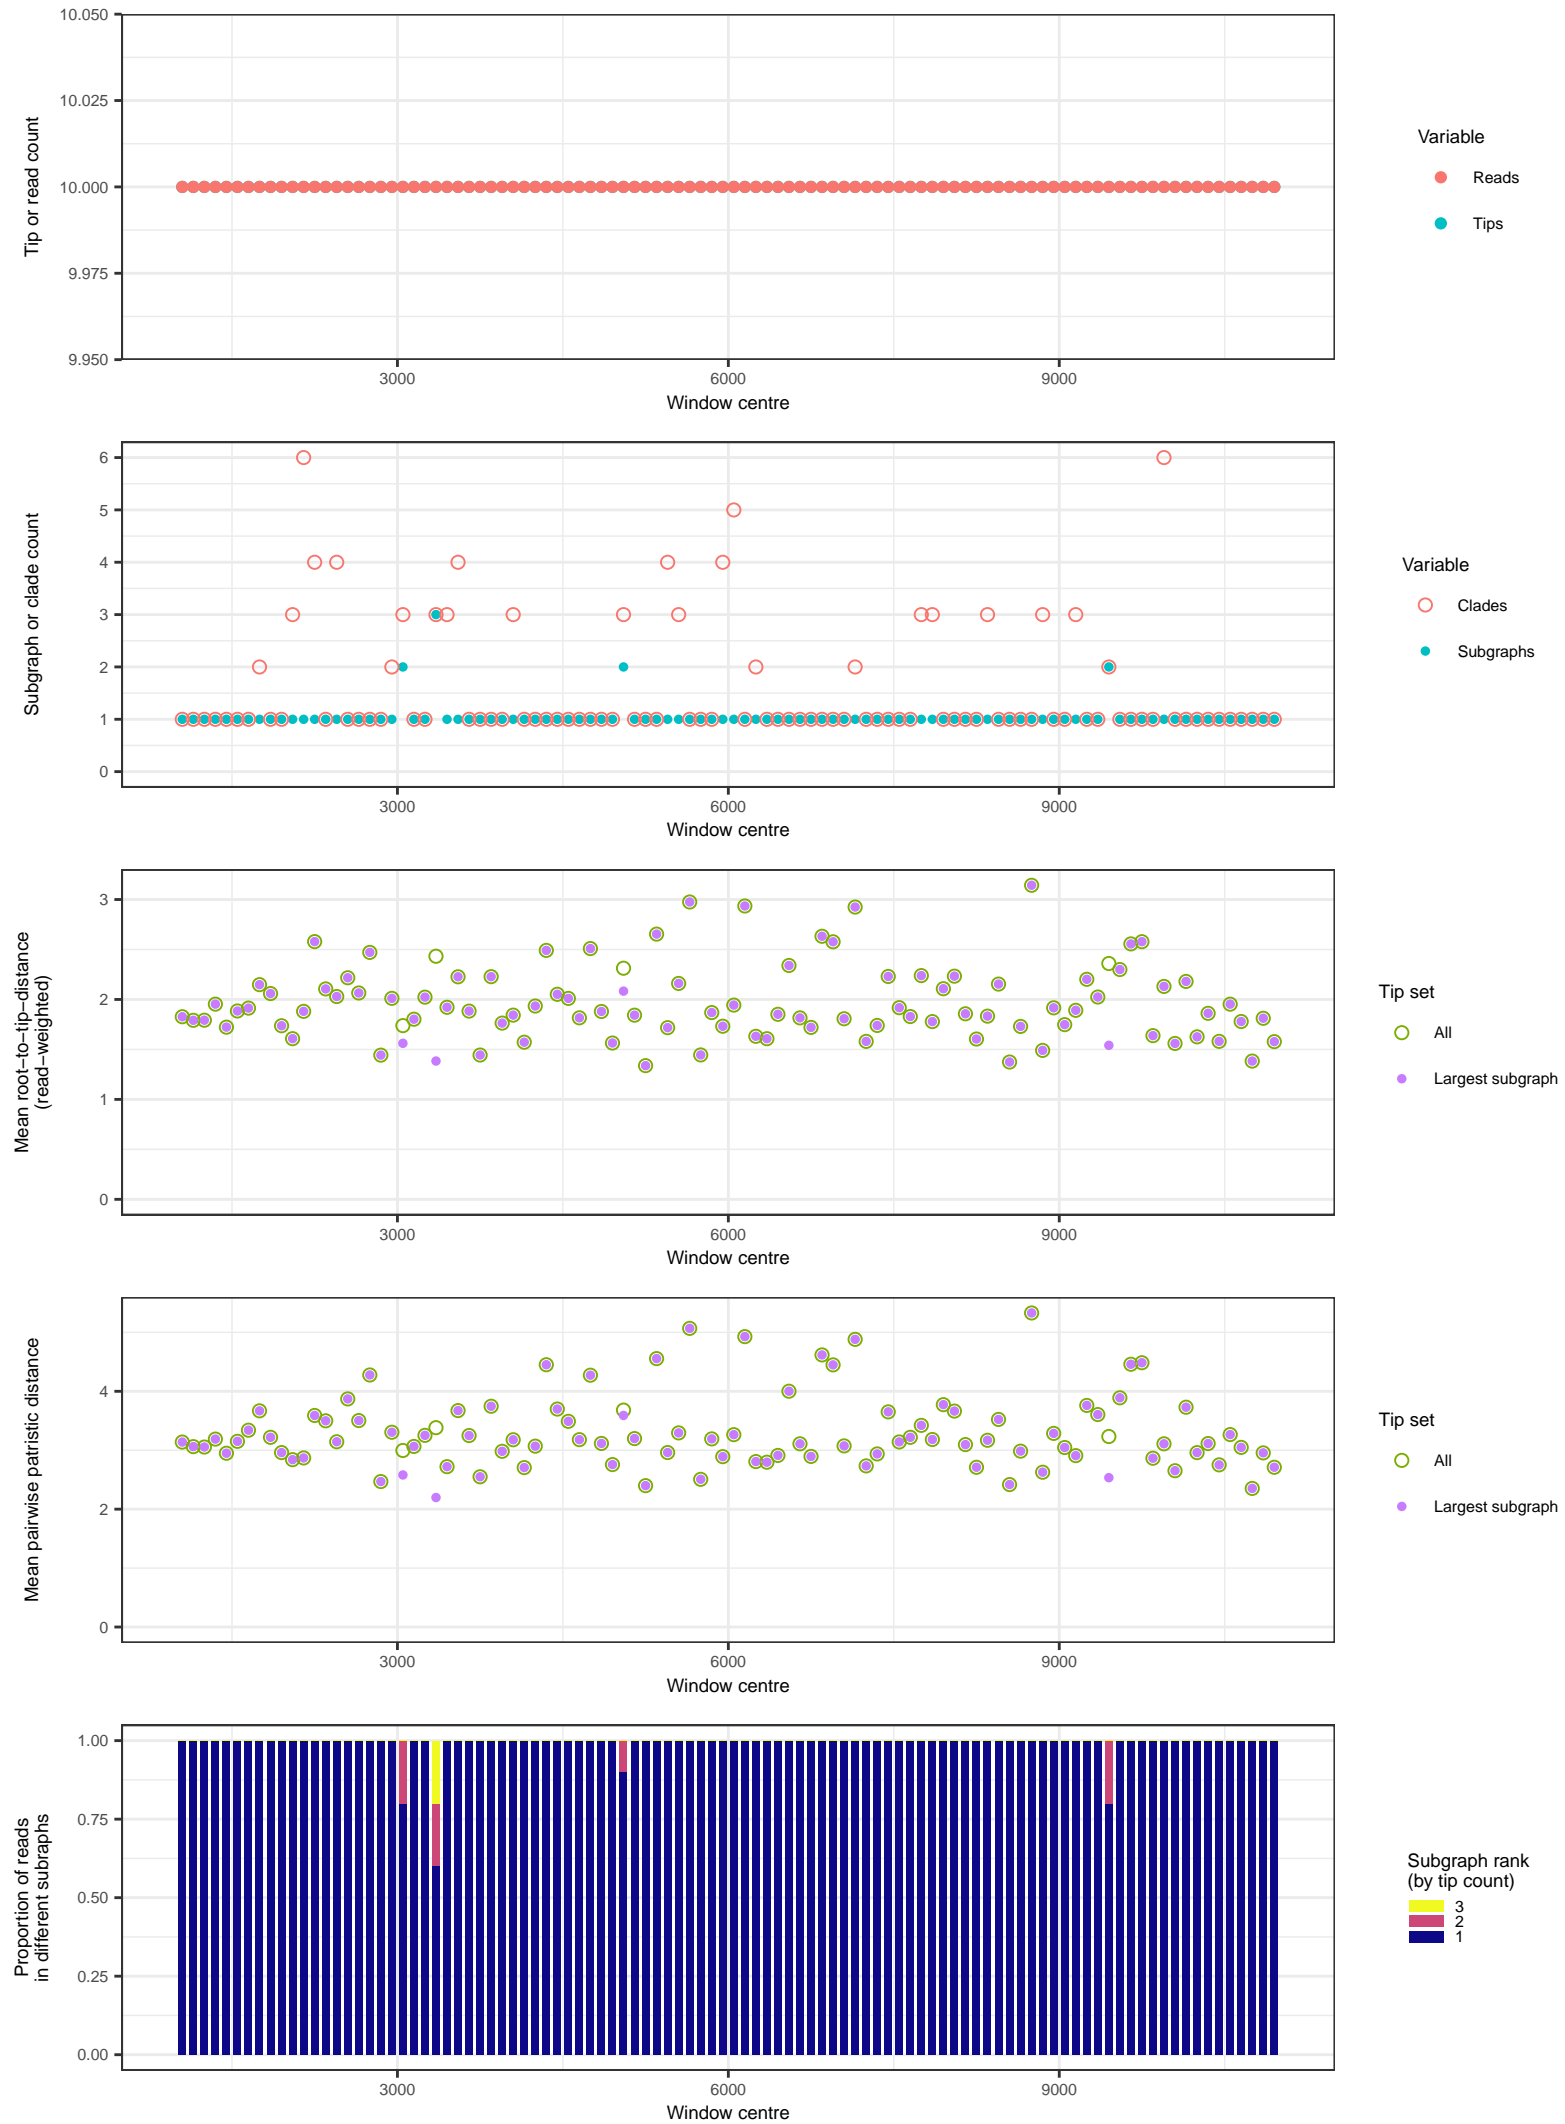 10.050
10.025
10.000
9.975
9.950
Tip or read count
3000 6000 9000
Window centre
Variable
Reads
Tips
6
5
4
3
2
1
0
Subgraph or clade count
3000 6000 9000
Window centre
Variable
Clades
Subgraphs
3
2
1
0
Mean root−to−tip−distance
(read−weighted)
3000 6000 9000
Window centre
Tip set
All
Largest subgraph
4
2
0
Mean pairwise patristic distance
3000 6000 9000
Window centre
Tip set
All
Largest subgraph
1.00
0.75
0.50
0.25
0.00
Proportion of reads
in different subraphs
3000 6000 9000
Window centre
Subgraph rank
(by tip count)
3
2
1